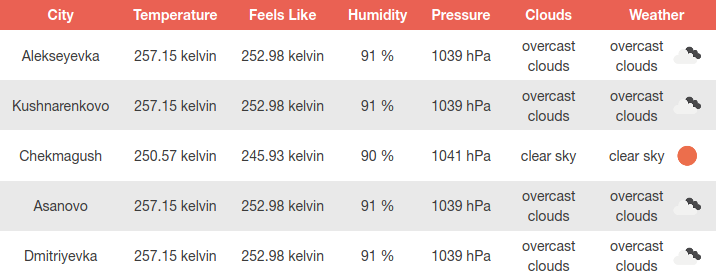 City Temperature Feels Like Humidity Pressure Clouds Weather
Alekseyevka 257.15 kelvin 252.98 kelvin 91 % 1039 hPa overcast clouds overcast clouds
Kushnarenkovo 257.15 kelvin 252.98 kelvin 91 % 1039 hPa overcast clouds overcast clouds
Chekmagush 250.57 kelvin 245.93 kelvin 90 % 1041 hPa clear sky clear sky
Asanovo 257.15 kelvin 252.98 kelvin 91 % 1039 hPa overcast clouds overcast clouds
Dmitriyevka 257.15 kelvin 252.98 kelvin 91 % 1039 hPa overcast clouds overcast clouds